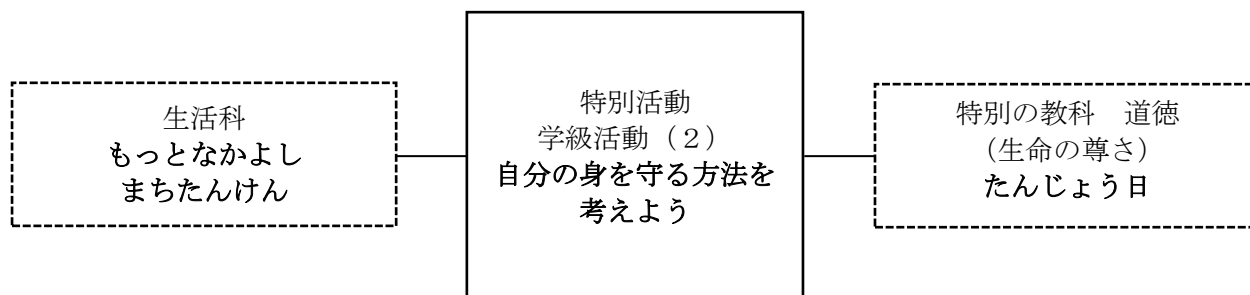 生活科
もっとなかよし
まちたんけん
特別活動
学級活動（２）
自分の身を守る方法を
考えよう
特別の教科　道徳
（生命の尊さ）
たんじょう日